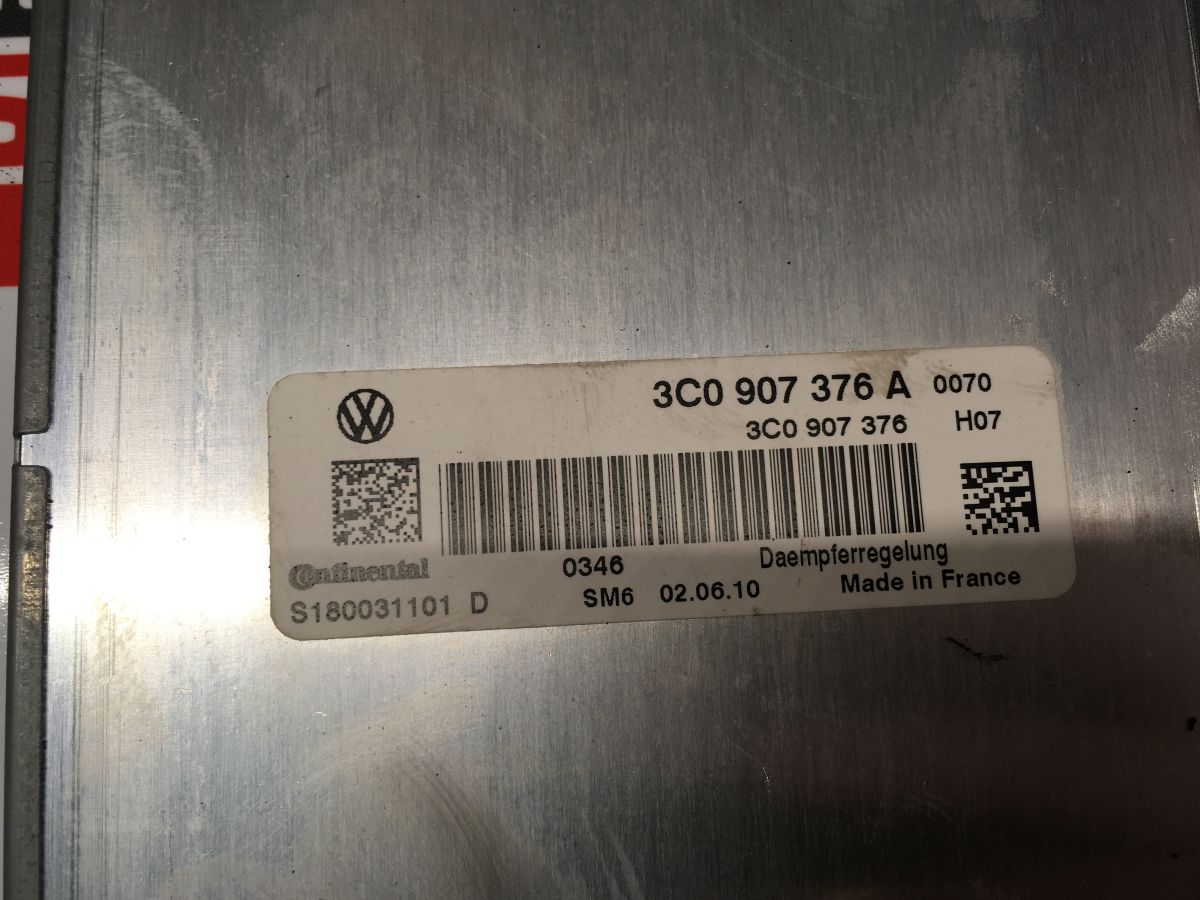 3C0 907 376 A 0070
3C0 907 376 H07
Continental
0346
Daempferregelung
S180031101 D
SM6 02.06.10
Made in France